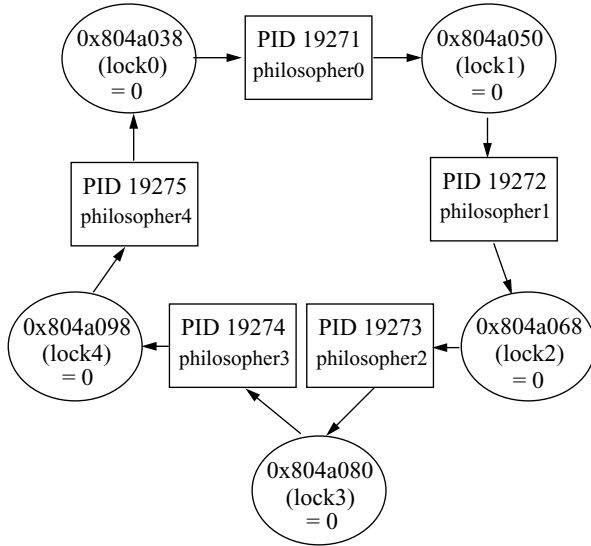 0x804a038
(lock0)
= 0
PID 19271
philosopher0
0x804a050
(lock1)
= 0
PID 19275
philosopher4
PID 19272
philosopher1
0x804a098
(lock4)
= 0
PID 19274
philosopher3
PID 19273
philosopher2
0x804a068
(lock2)
= 0
0x804a080
(lock3)
= 0